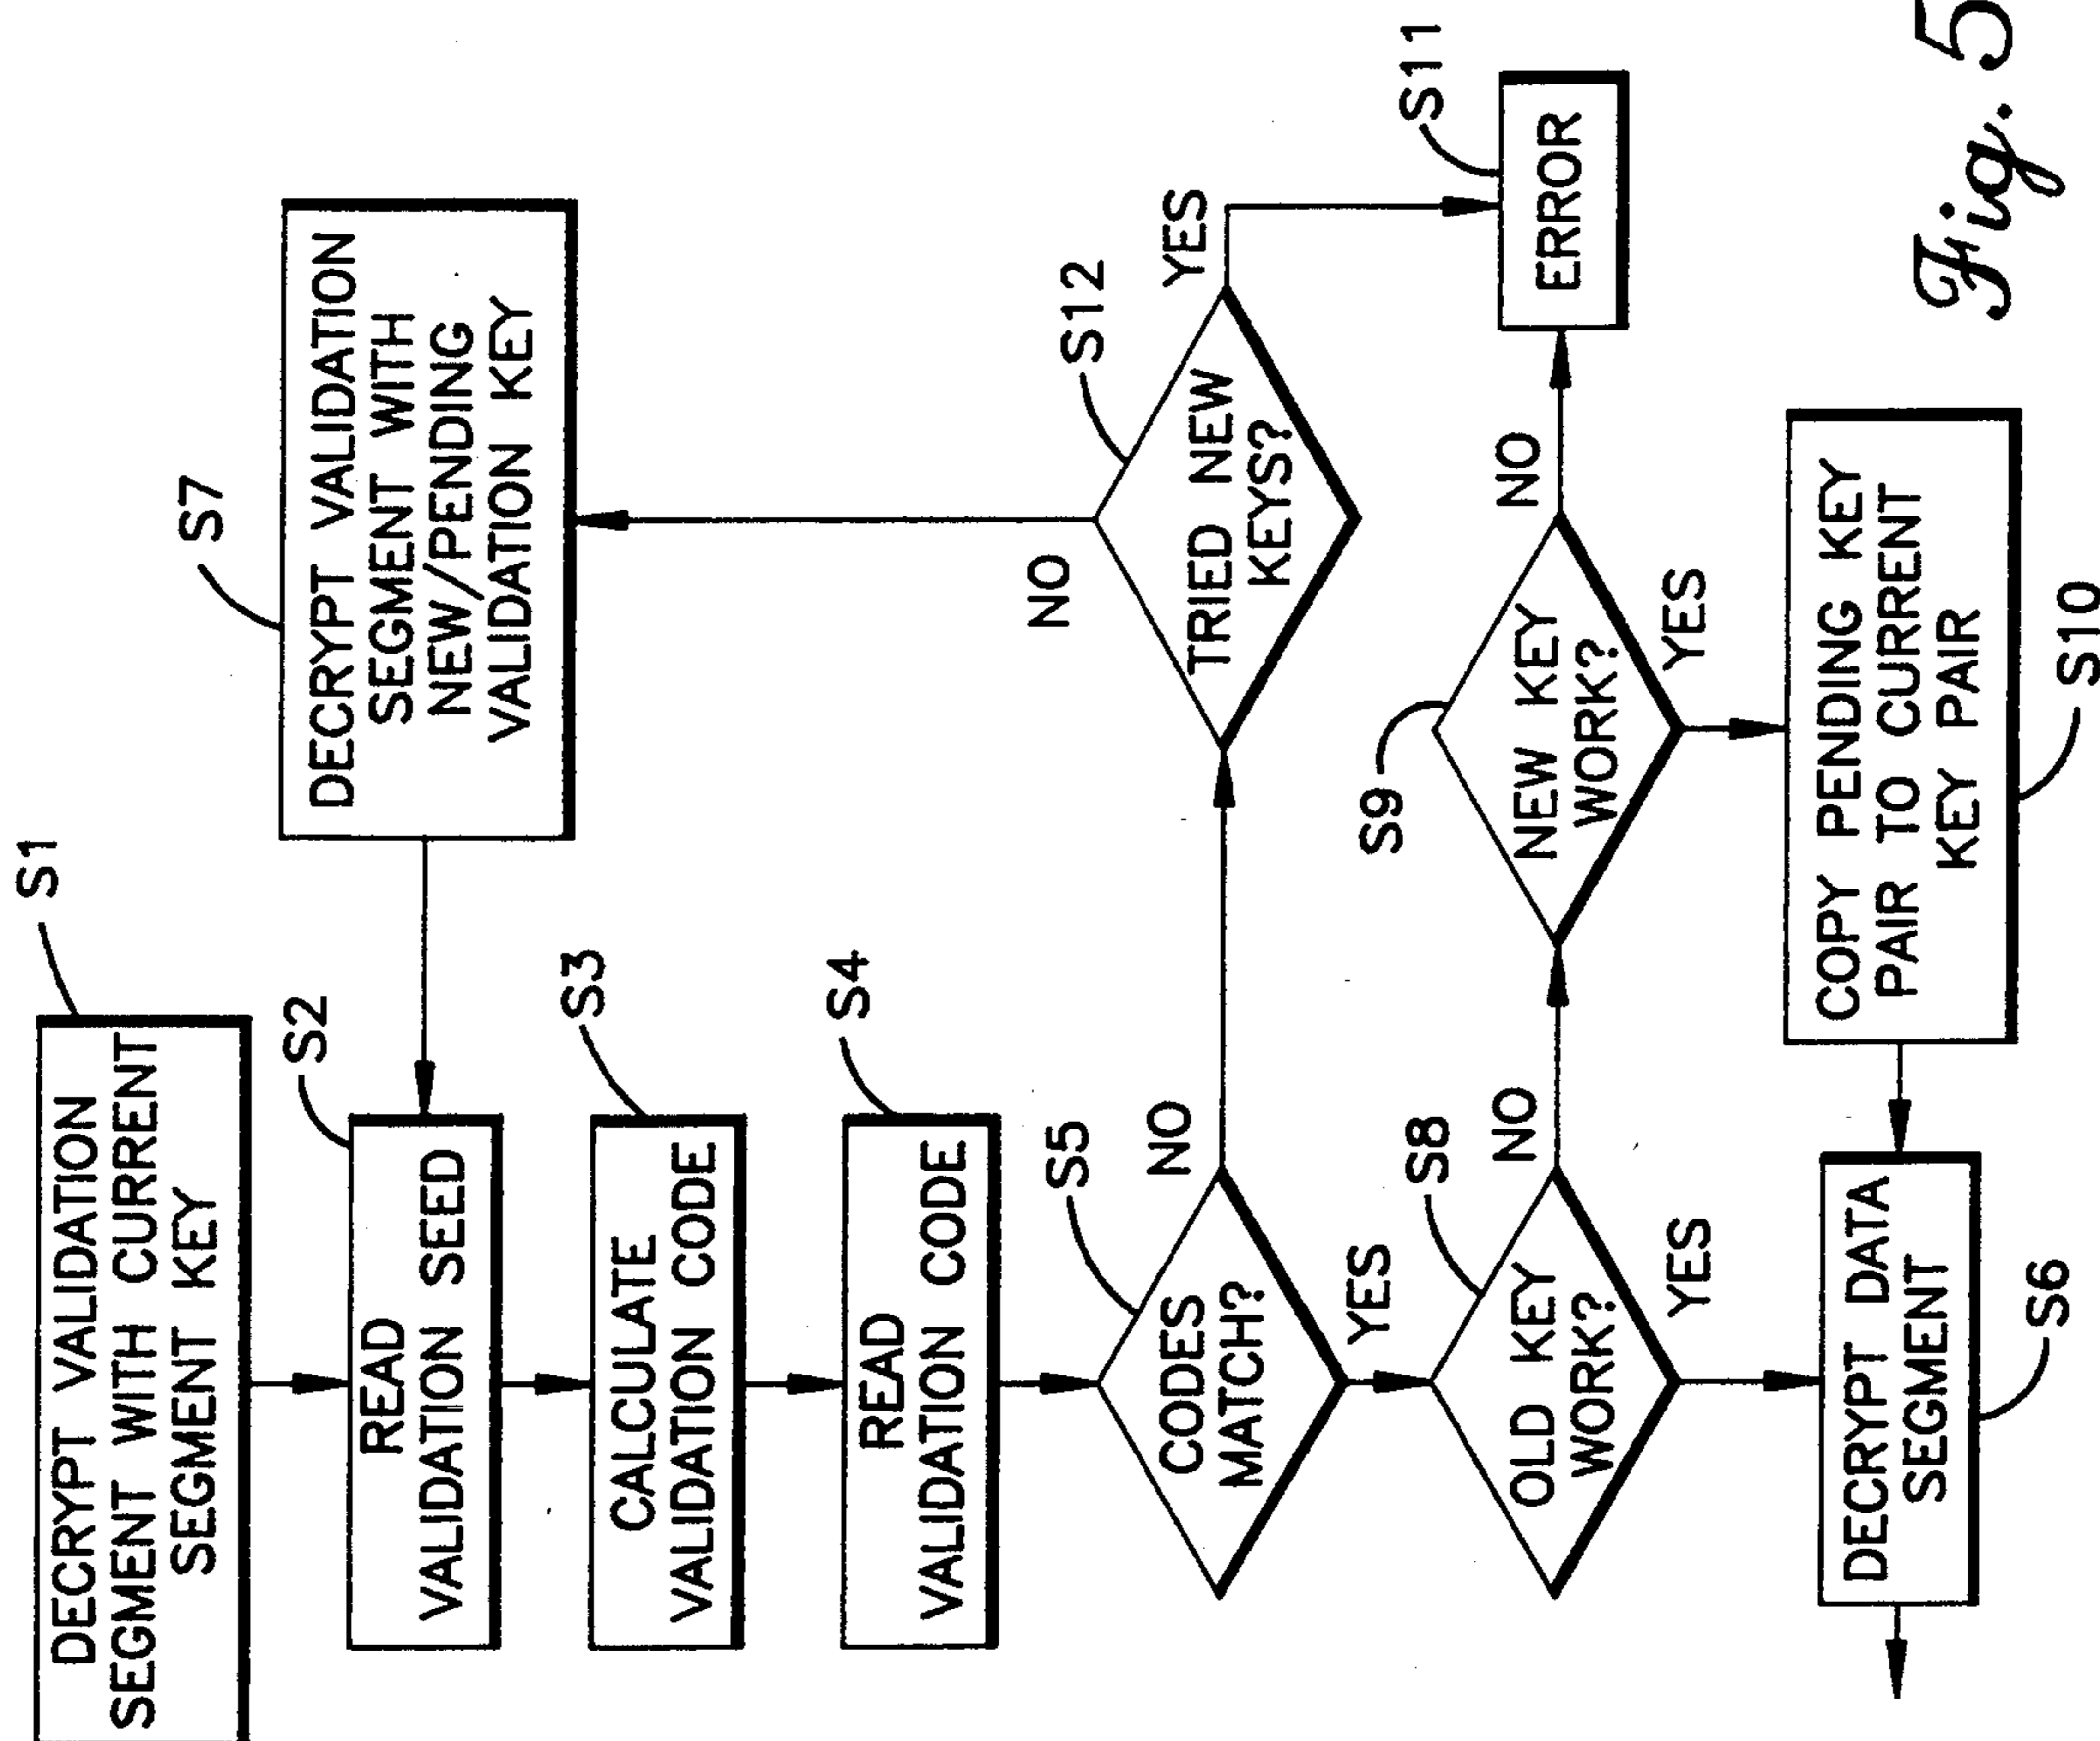 S1
DECRYPT VALIDATION
SEGMENT WITH CURRENT
SEGMENT KEY
S2
READ
VALIDATION SEED
S3
CALCULATE
VALIDATION CODE
S4
READ
VALIDATION CODE
S5
CODES
MATCH?
NO
YES
S7
DECRYPT VALIDATION
SEGMENT WITH
NEW/PENDING
VALIDATION KEY
NO
S12
TRIED NEW
KEYS?
YES
S8
OLD KEY
WORK?
NO
YES
S9
NEW KEY
WORK?
NO
YES
S11
ERROR
DECRYPT DATA
SEGMENT
S6
COPY PENDING KEY
PAIR TO CURRENT
KEY PAIR
S10
Fig. 5